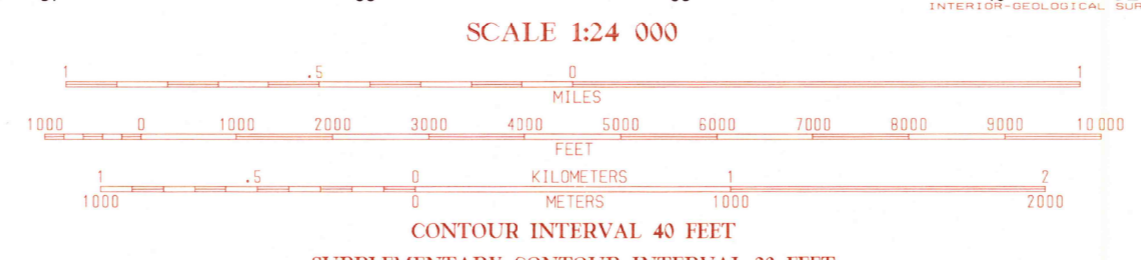 INTERIOR-GEOLOGICAL SUR
SCALE 1:24 000
1 .5 0 1
MILES
1000 0 1000 2000 3000 4000 5000 6000 7000 8000 9000 10 000
FEET
1 .5 0 KILOMETERS 1 2
1000 0 METERS 1000 2000
CONTOUR INTERVAL 40 FEET